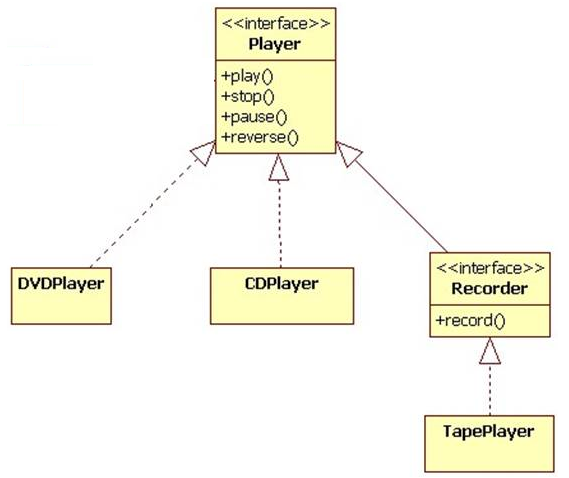 <<interface>>
Player
+play()
+stop()
+pause()
+reverse()
DVDPlayer
CDPlayer
<<interface>>
Recorder
+record()
TapePlayer